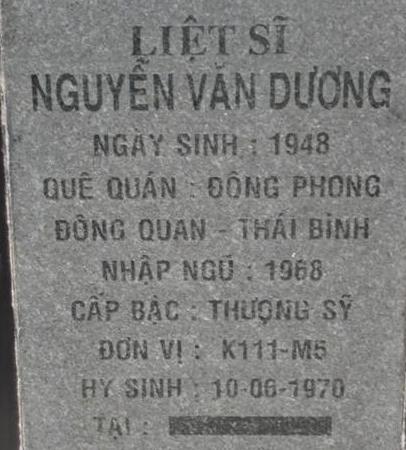 LIỆT SĨ
NGUYỄN VĂN DƯƠNG
NGÀY SINH : 1948
QUÊ QUÁN : ĐÔNG PHONG
ĐÔNG QUAN - THÁI BÌNH
NHẬP NGŨ : 1968
CẤP BẬC : THƯỢNG SỸ
ĐƠN VỊ : K111-M5
HY SINH : 10-06-1970
TẠI :